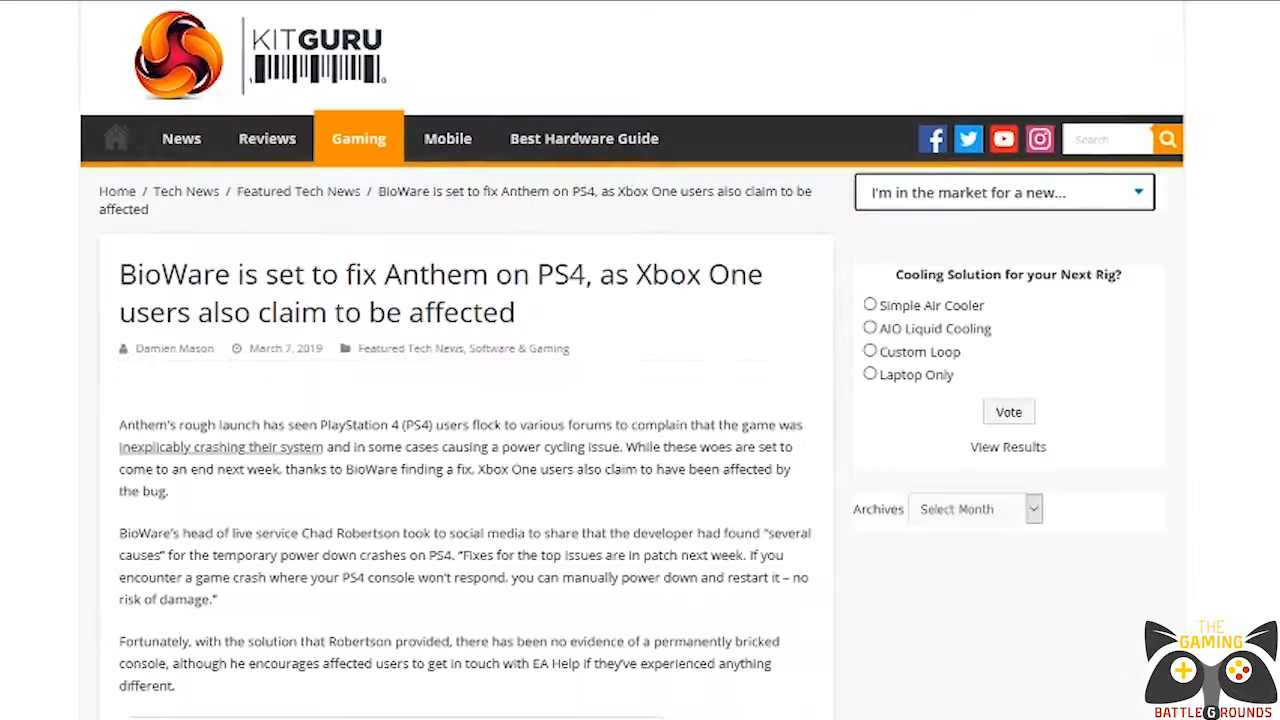 KITGURU
News Reviews Gaming Mobile Best Hardware Guide
Search
Home / Tech News / Featured Tech News / BioWare is set to fix Anthem on PS4, as Xbox One users also claim to be
affected
I'm in the market for a new...
BioWare is set to fix Anthem on PS4, as Xbox One
users also claim to be affected
Damien Mason March 7, 2019 Featured Tech News, Software & Gaming
Anthem's rough launch has seen PlayStation 4 (PS4) users flock to various forums to complain that the game was
inexplicably crashing their system and in some cases causing a power cycling issue. While these woes are set to
come to an end next week, thanks to BioWare finding a fix, Xbox One users also claim to have been affected by
the bug.
BioWare's head of live service Chad Robertson took to social media to share that the developer had found "several
causes" for the temporary power down crashes on PS4. "Fixes for the top issues are in patch next week. If you
encounter a game crash where your PS4 console won't respond, you can manually power down and restart it – no
risk of damage."
Fortunately, with the solution that Robertson provided, there has been no evidence of a permanently bricked
console, although he encourages affected users to get in touch with EA Help if they've experienced anything
different.
Cooling Solution for your Next Rig?
Simple Air Cooler
AIO Liquid Cooling
Custom Loop
Laptop Only
Vote
View Results
Archives Select Month
THE
GAMING
BATTLEGROUNDS